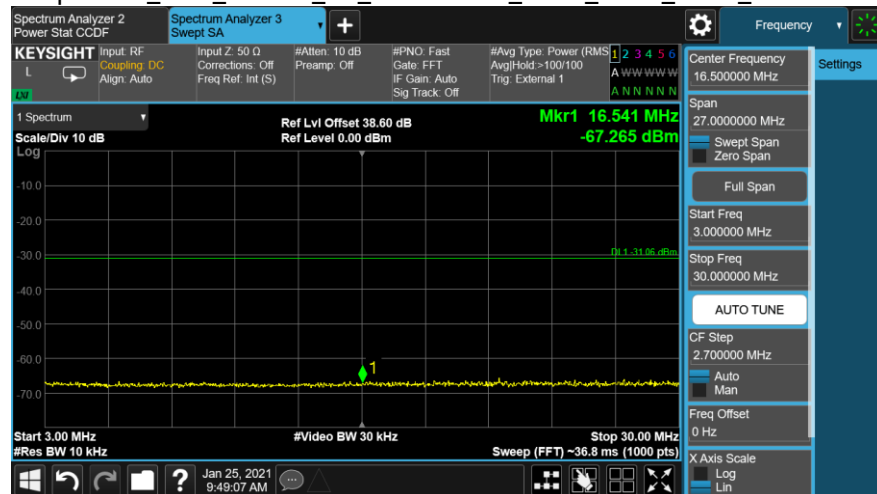 Spectrum Analyzer 2
Power Stat CCDF
Spectrum Analyzer 3
Swept SA
Frequency
KEYSIGHT
L
LXI
Input: RF
Coupling: DC
Align: Auto
Input Z: 50 Ω
Corrections: Off
Freq Ref: Int (S)
#Atten: 10 dB
Preamp: Off
#PNO: Fast
Gate: FFT
IF Gain: Auto
Sig Track: Off
#Avg Type: Power (RMS
Avg|Hold:>100/100
Trig: External 1
1 2 3 4 5 6
A W W W W W
A N N N N N
1 Spectrum
Scale/Div 10 dB
Log
Ref Lvl Offset 38.60 dB
Ref Level 0.00 dBm
Mkr1 16.541 MHz
-67.265 dBm
-10.0
-20.0
-30.0
-40.0
-50.0
-60.0
-70.0
DL1 -31.06 dBm
1
Start 3.00 MHz
#Res BW 10 kHz
#Video BW 30 kHz
Stop 30.00 MHz
Sweep (FFT) ~36.8 ms (1000 pts)
Jan 25, 2021
9:49:07 AM
Center Frequency
16.500000 MHz
Settings
Span
27.0000000 MHz
Swept Span
Zero Span
Full Span
Start Freq
3.000000 MHz
Stop Freq
30.000000 MHz
AUTO TUNE
CF Step
2.700000 MHz
Auto
Man
Freq Offset
0 Hz
X Axis Scale
Log
Lin